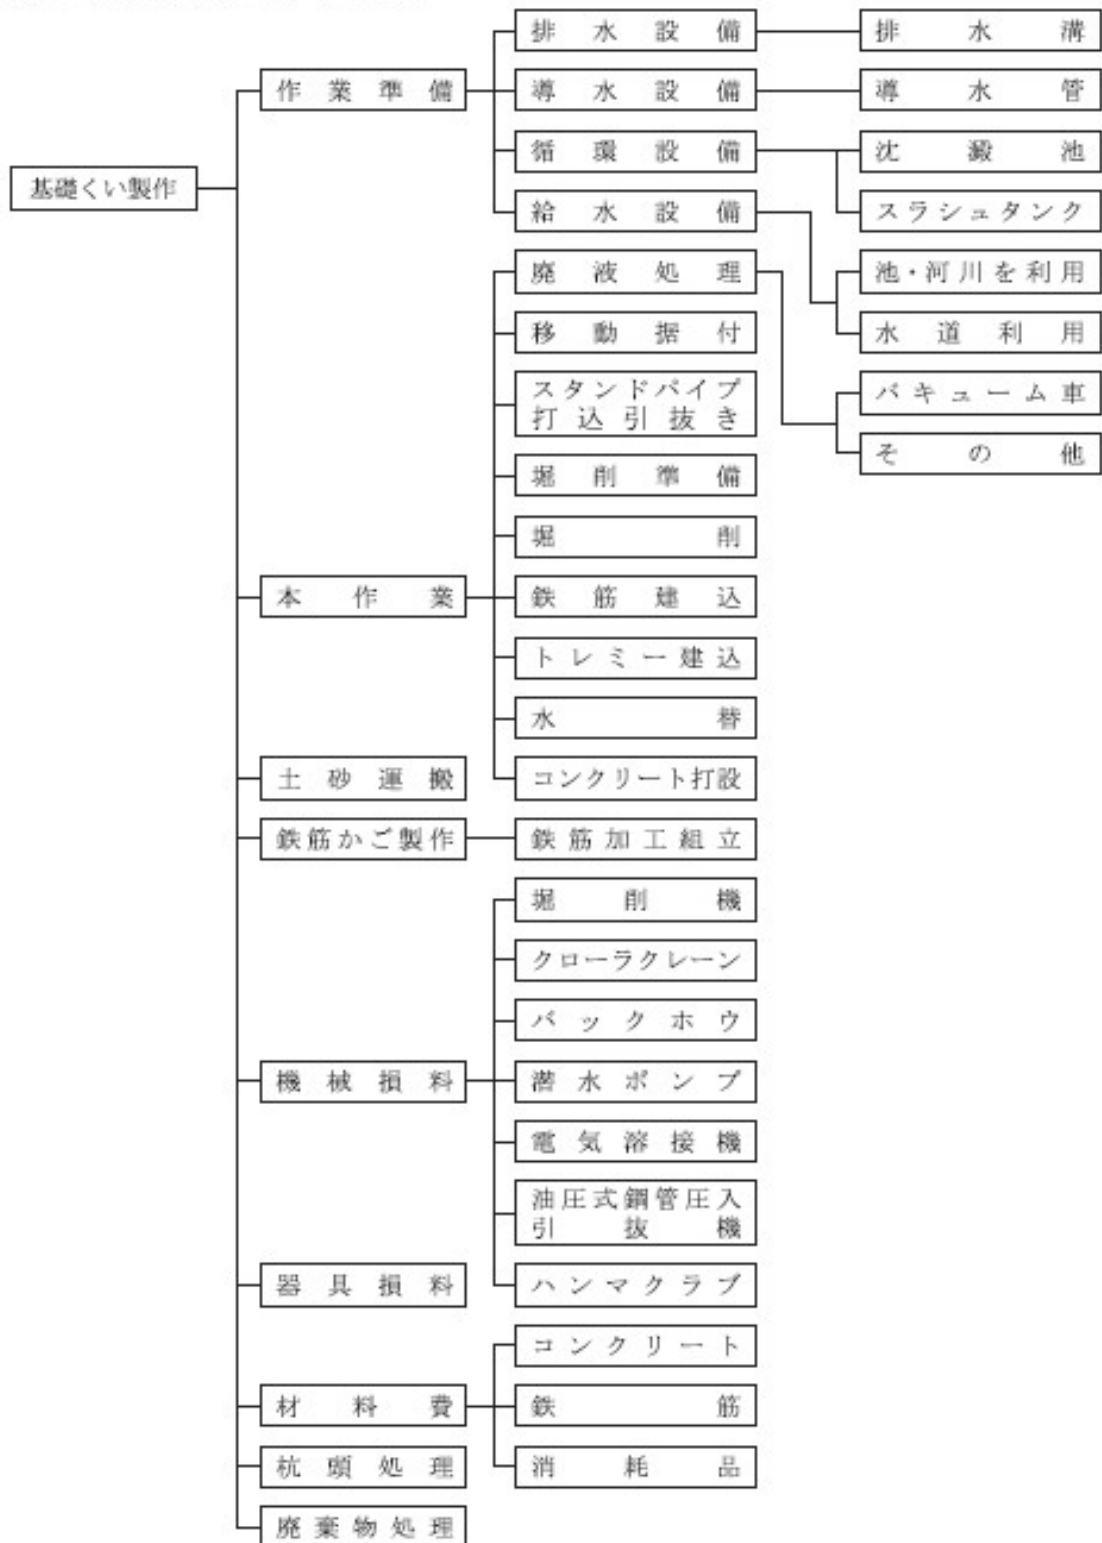 基礎くい製作
作業準備
排水設備
排水溝
導水設備
導水管
循環設備
沈澱池
スラシュタンク
給水設備
池・河川を利用
水道利用
本作業
廃液処理
バキューム車
その他
移動据付
スタンドパイプ
打込引抜き
堀削準備
堀削
鉄筋建込
トレミー建込
水替
コンクリート打設
土砂運搬
鉄筋かご製作
鉄筋加工組立
機械損料
堀削機
クローラクレーン
バックホウ
潜水ポンプ
電気溶接機
油圧式鋼管圧入
引抜機
ハンマクラブ
器具損料
材料費
コンクリート
鉄筋
消耗品
杭頭処理
廃棄物処理